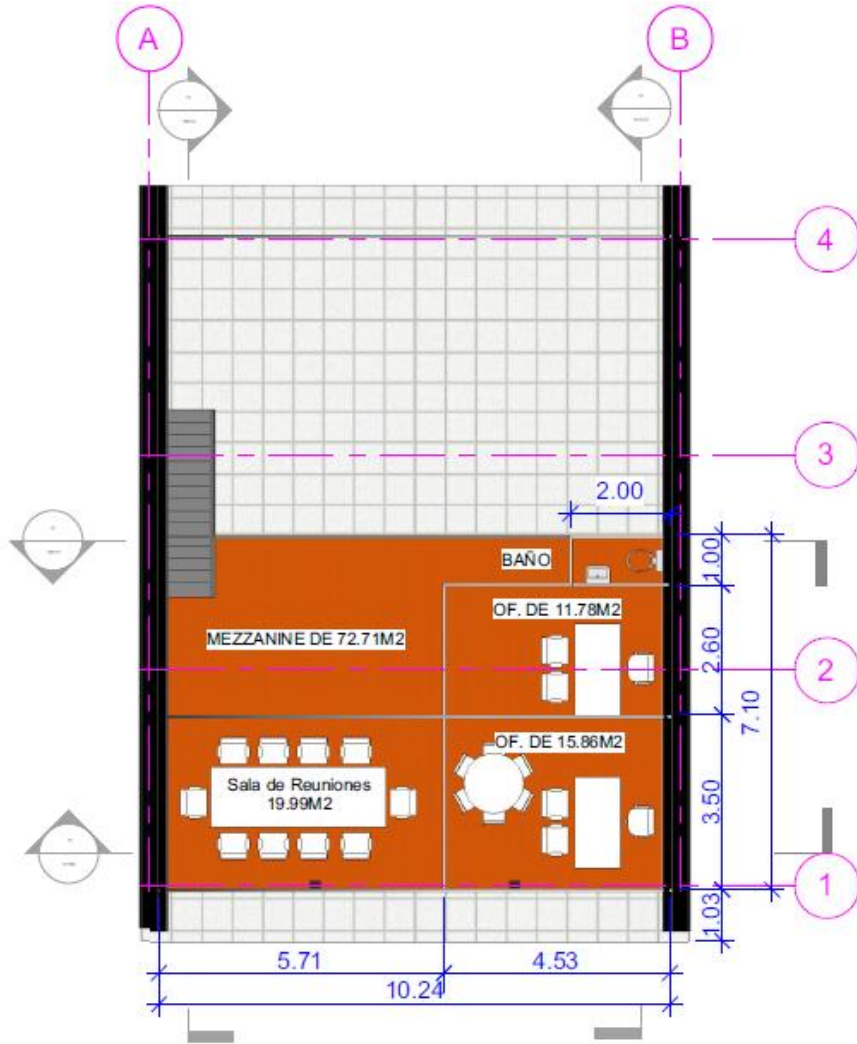 A
B
4
3
2.00
BAÑO
1.00
OF. DE 11.78M2
MEZZANINE DE 72.71M2
2.60
2
7.10
OF. DE 15.86M2
Sala de Reuniones
19.99M2
3.50
1
1.03
5.71
4.53
10.24